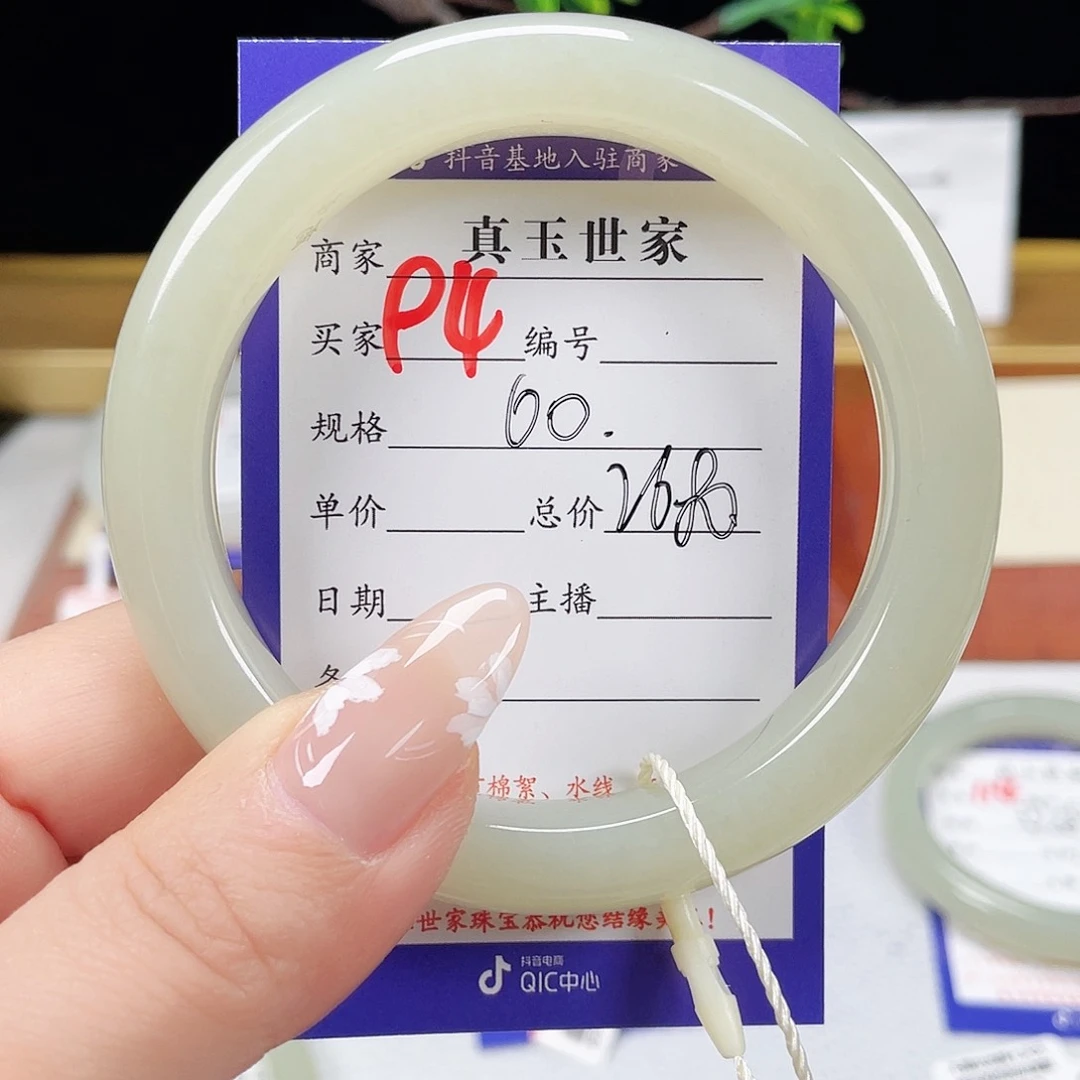 抖音基地入驻商家
商家 真玉世家
买家 P4 编号
规格 60.
单价 总价
日期 主播
棉絮、水线
世家珠宝恭祝您结缘美
抖音电商
QIC中心